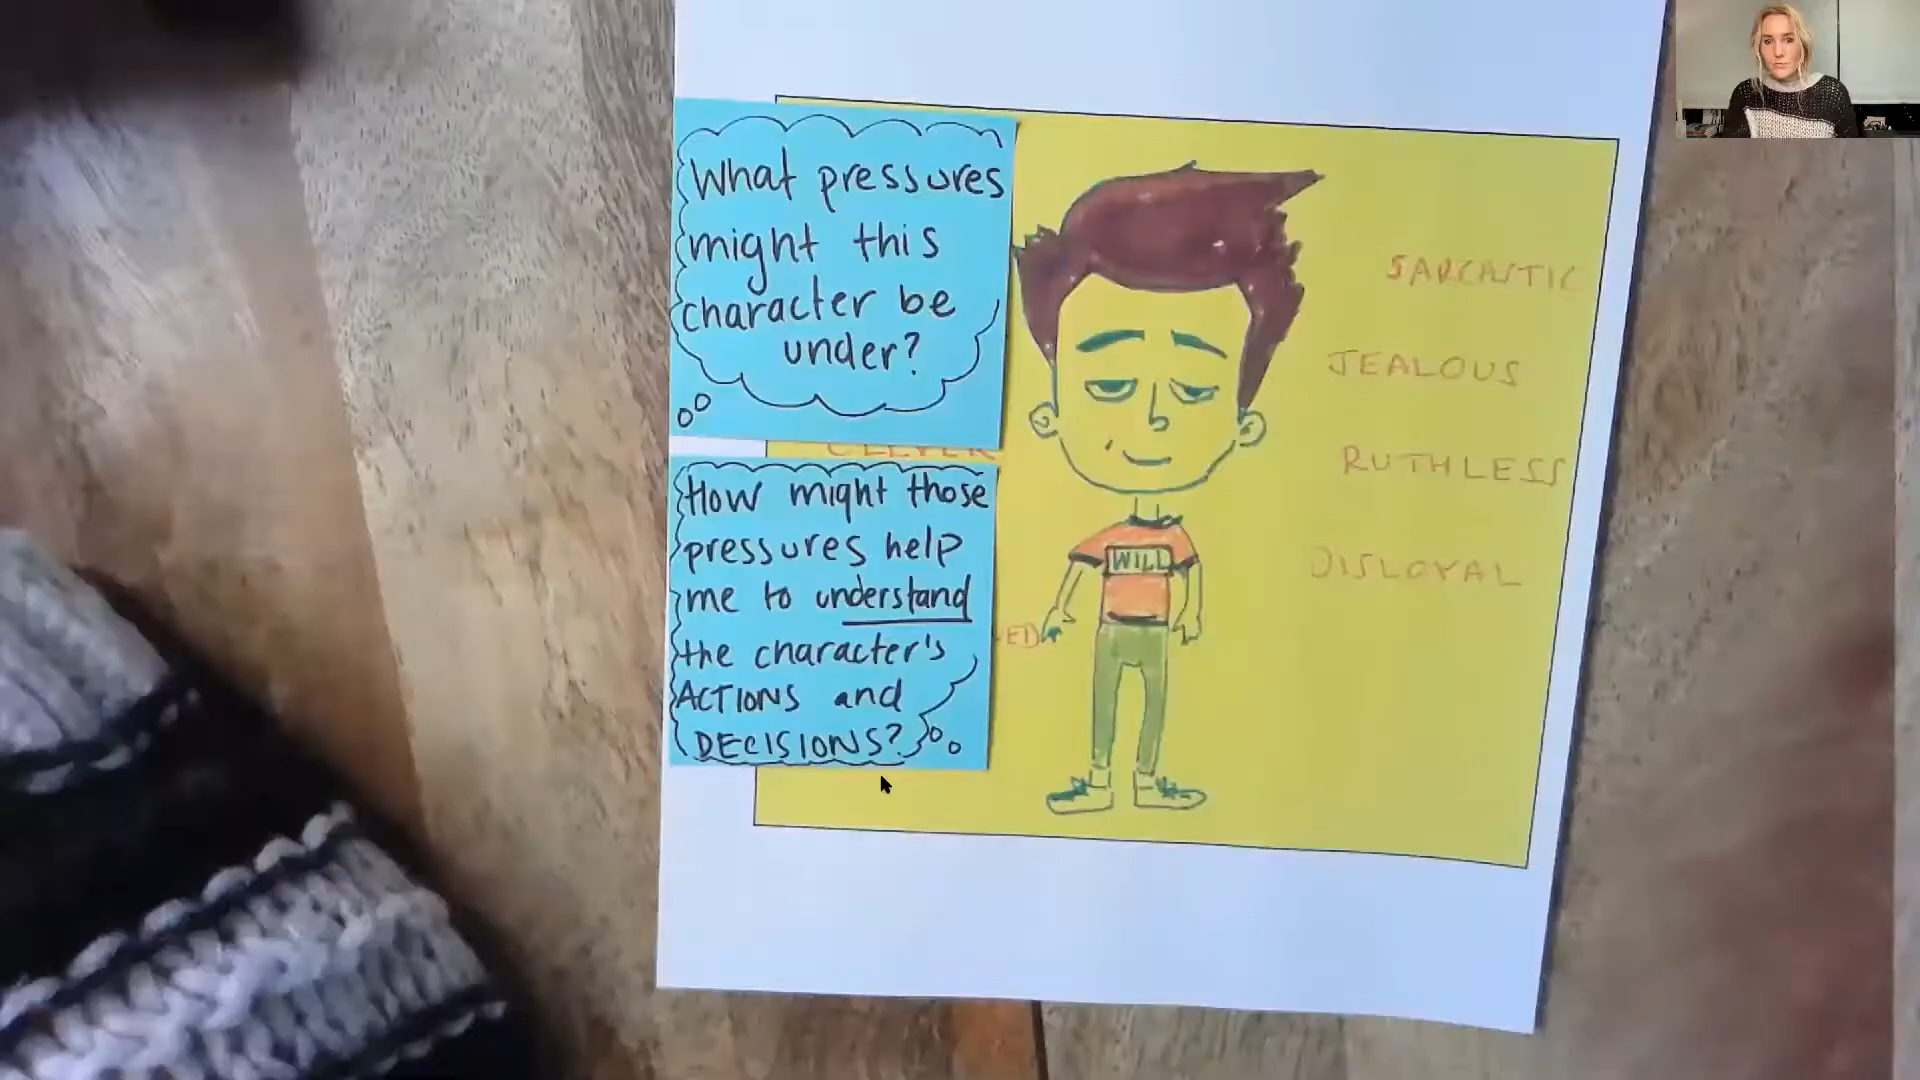 What pressures
might this
character be
under?
How might those
pressures help
me to understand
the character's
ACTIONS and
DECISIONS?
WILL
SARCASTIC
JEALOUS
RUTHLESS
DISLOYAL